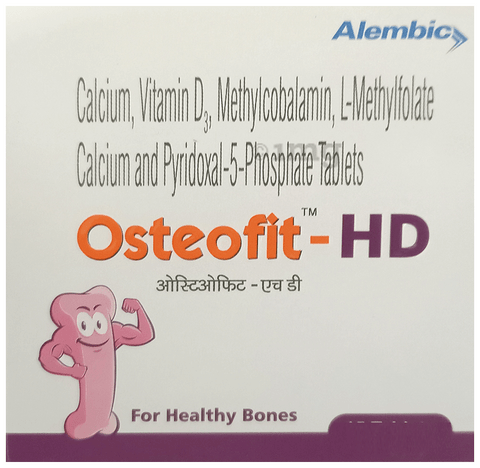 Alembic
Calcium, Vitamin D3, Methylcobalamin, L-Methylfolate
Calcium and Pyridoxal-5-Phosphate Tablets
Osteofit™-HD
ओस्टिओफिट - एच डी
For Healthy Bones